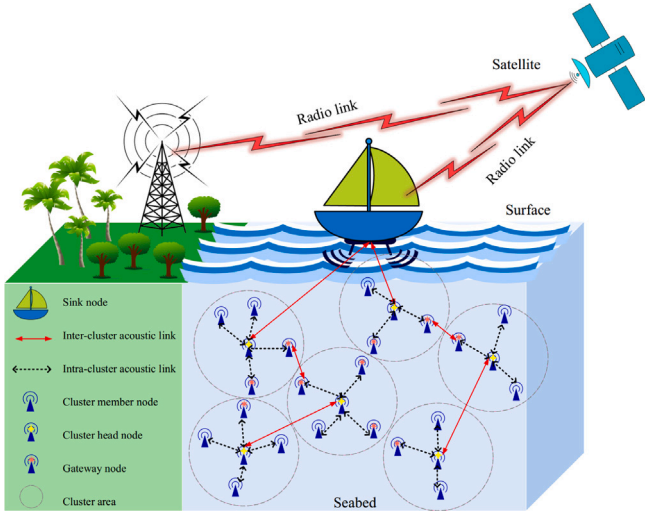 Satellite
Radio link
Radio link
Surface
Sink node
Inter-cluster acoustic link
Intra-cluster acoustic link
Cluster member node
Cluster head node
Gateway node
Cluster area
Seabed